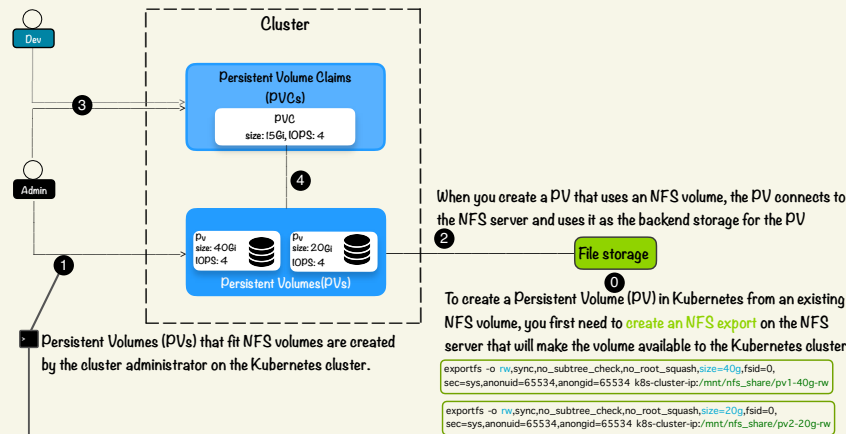 Cluster
Dev
Persistent Volume Claims
(PVCs)
PVC
size: 15Gi, IOPS: 4
3
Admin
4
When you create a PV that uses an NFS volume, the PV connects to
the NFS server and uses it as the backend storage for the PV
Pv
size: 40Gi
IOPS: 4
Pv
size: 20Gi
IOPS: 4
Persistent Volumes(PVs)
2
File storage
1
0
To create a Persistent Volume (PV) in Kubernetes from an existing
NFS volume, you first need to create an NFS export on the NFS
server that will make the volume available to the Kubernetes cluster
>_ Persistent Volumes (PVs) that fit NFS volumes are created
by the cluster administrator on the Kubernetes cluster.
exportfs -o rw,sync,no_subtree_check,no_root_squash,size=40g,fsid=0,
sec=sys,anonuid=65534,anongid=65534 k8s-cluster-ip:/mnt/nfs_share/pv1-40g-rw
exportfs -o rw,sync,no_subtree_check,no_root_squash,size=20g,fsid=0,
sec=sys,anonuid=65534,anongid=65534 k8s-cluster-ip:/mnt/nfs_share/pv2-20g-rw